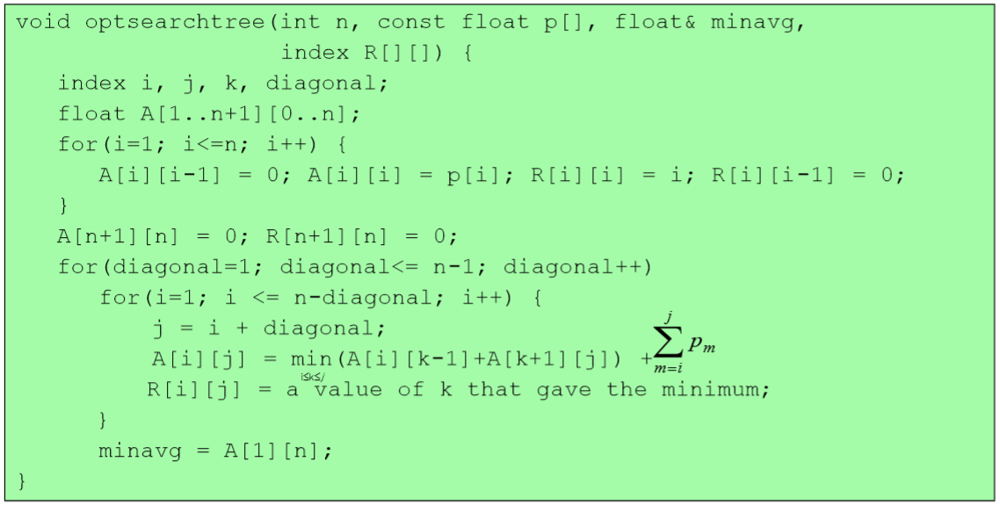 void optsearchtree(int n, const float p[], float& minavg,
index R[][]) {
index i, j, k, diagonal;
float A[1..n+1][0..n];
for(i=1; i<=n; i++) {
A[i][i-1] = 0; A[i][i] = p[i]; R[i][i] = i; R[i][i-1] = 0;
}
A[n+1][n] = 0; R[n+1][n] = 0;
for(diagonal=1; diagonal<= n-1; diagonal++)
for(i=1; i <= n-diagonal; i++) {
j = i + diagonal;
A[i][j] = min(A[i][k-1]+A[k+1][j]) + \sum_{m=i}^{j} p_m
i≤k≤j
R[i][j] = a value of k that gave the minimum;
}
minavg = A[1][n];
}